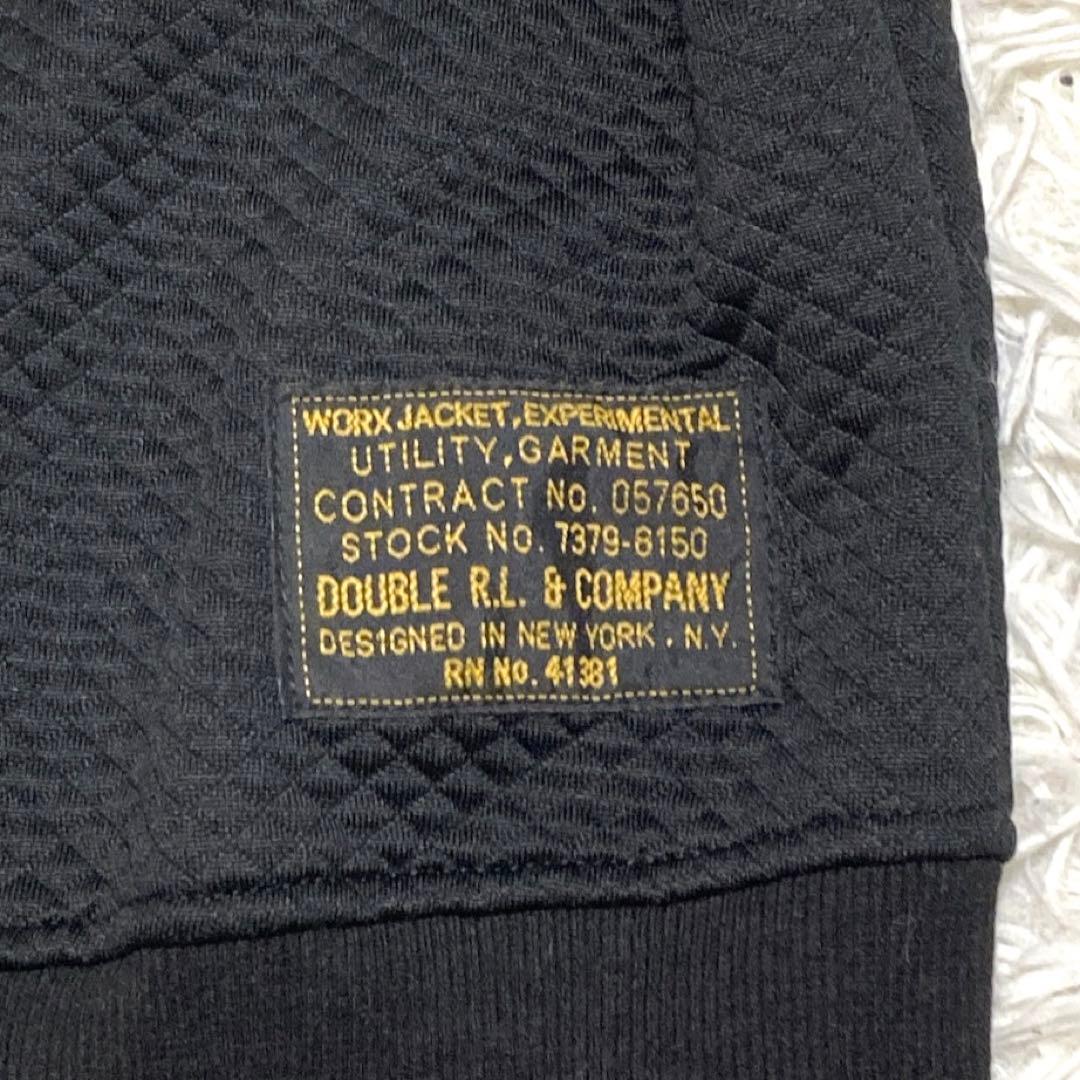 WORX JACKET, EXPERIMENTAL
UTILITY, GARMENT
CONTRACT No. 057650
STOCK No. 7379-8150
DOUBLE R.L. & COMPANY
DESIGNED IN NEW YORK. N.Y.
RN No. 41381